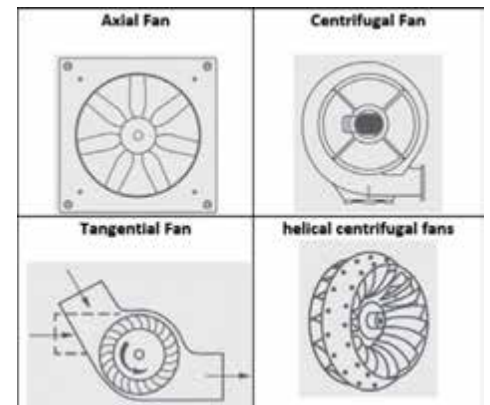 Axial Fan
Centrifugal Fan
Tangential Fan
helical centrifugal fans